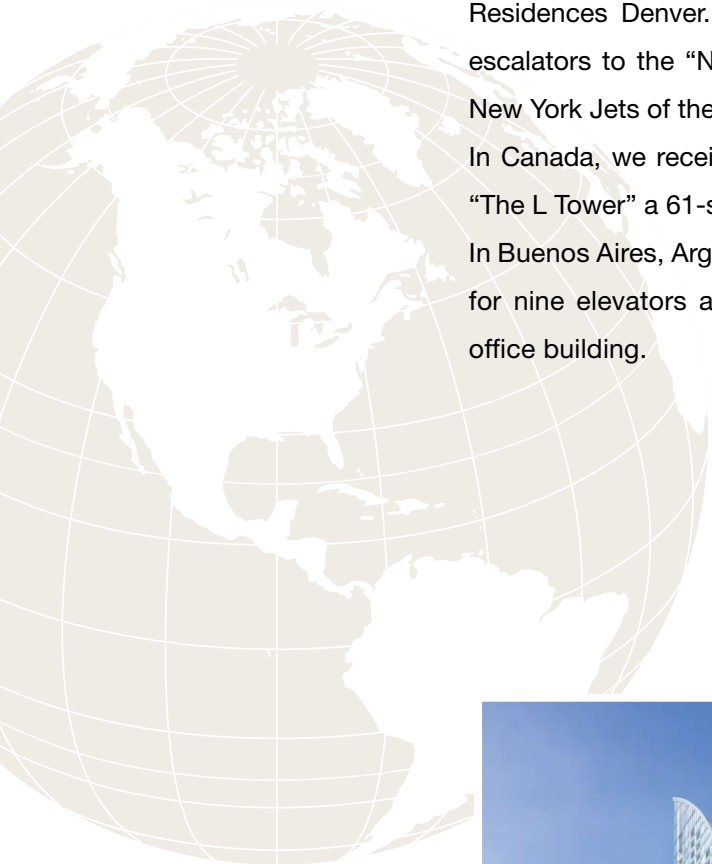 Residences Denver.
escalators to the “N
New York Jets of the
In Canada, we recei
“The L Tower” a 61-s
In Buenos Aires, Arg
for nine elevators a
office building.